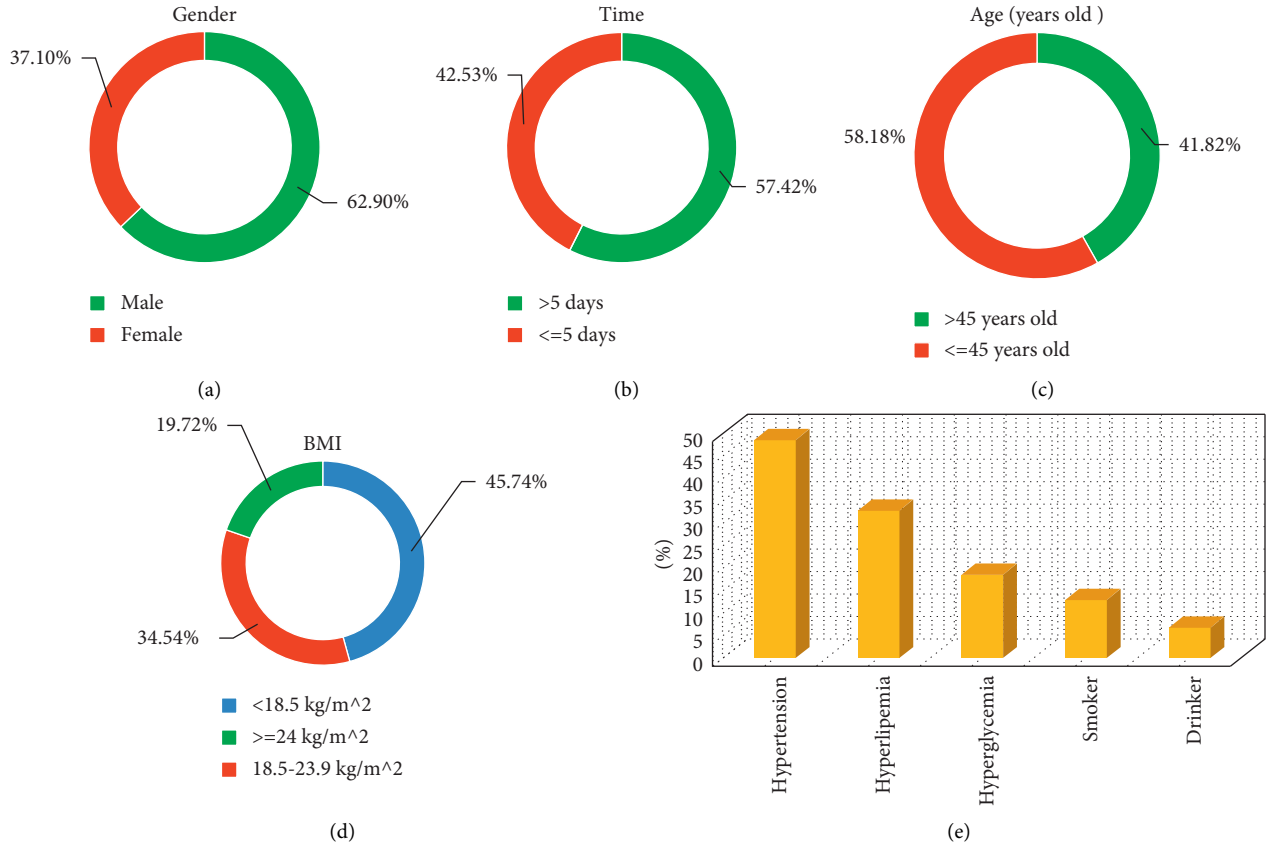 Gender
37.10%
62.90%
Male
Female
(a)
Time
42.53%
57.42%
>5 days
<=5 days
(b)
Age (years old )
58.18%
41.82%
>45 years old
<=45 years old
(c)
BMI
19.72%
45.74%
34.54%
<18.5 kg/m^2
>=24 kg/m^2
18.5-23.9 kg/m^2
(d)
(%)
50
45
40
35
30
25
20
15
10
5
0
Hypertension
Hyperlipemia
Hyperglycemia
Smoker
Drinker
(e)